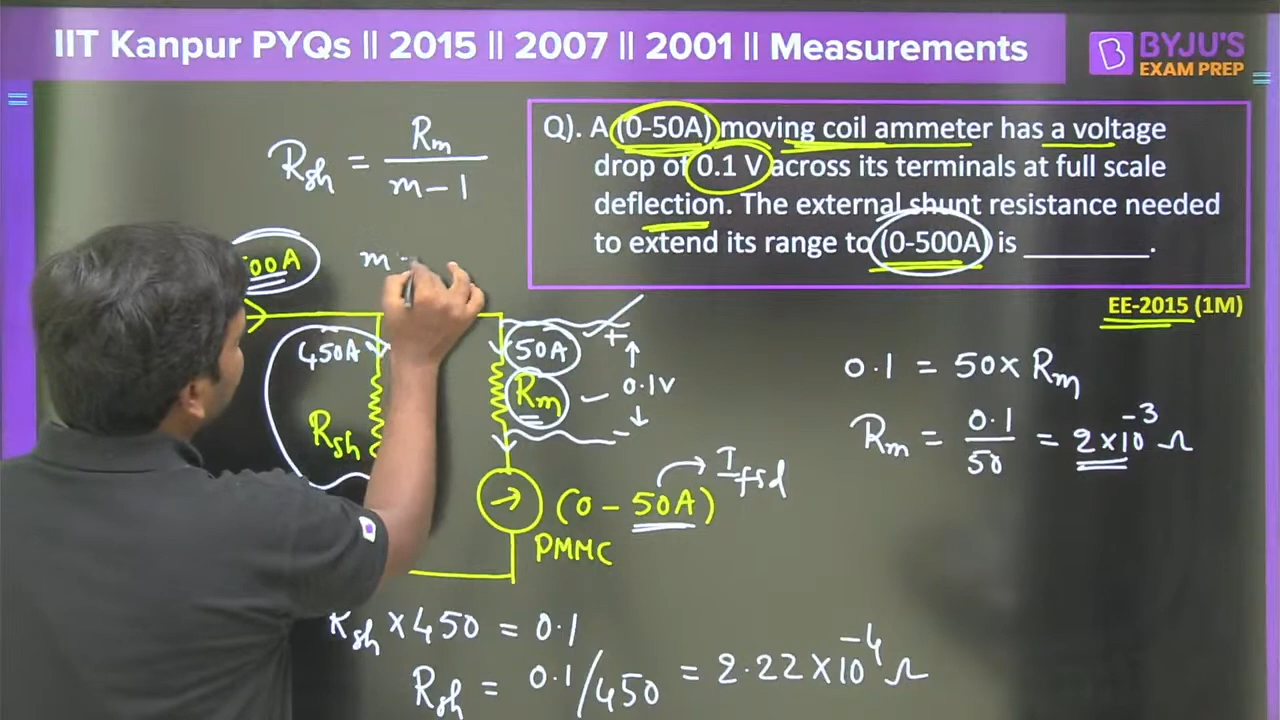 IIT Kanpur PYQs || 2015 || 2007 || 2001 || Measurements
BYJU'S
EXAM PREP
Q). A (0-50A) moving coil ammeter has a voltage
drop of 0.1 V across its terminals at full scale
deflection. The external shunt resistance needed
to extend its range to (0-500A) is ________.
EE-2015 (1M)
Rsh = Rm / m - 1
00A
m
450A
50A
+
Rsh
Rm
0.1V
-
Ifsd
(0 - 50A)
PMMC
0.1 = 50 x Rm
Rm = 0.1 / 50 = 2 x 10^-3 Ω
Rsh x 450 = 0.1
Rsh = 0.1/450 = 2.22 x 10^-4 Ω